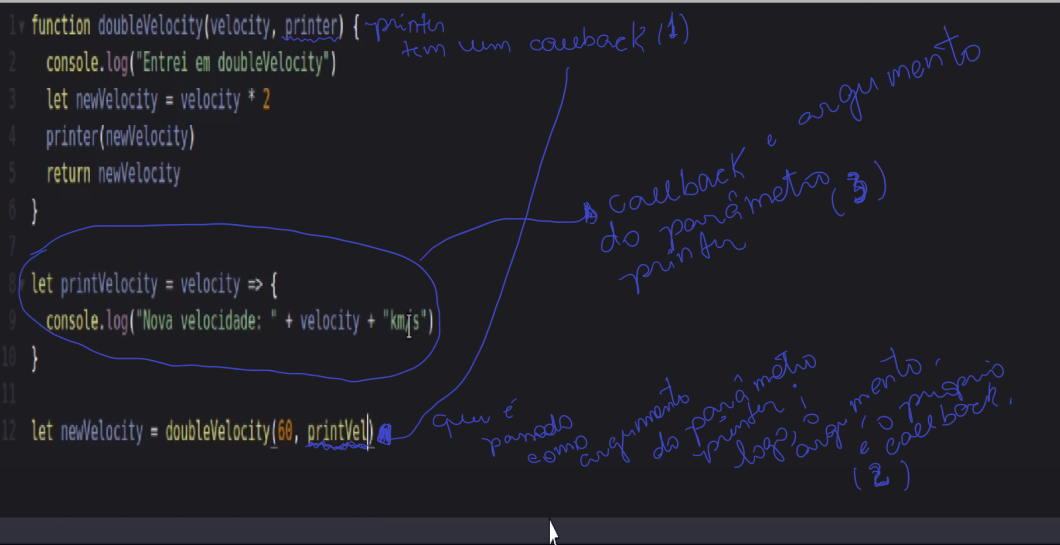 1 function doubleVelocity(velocity, printer) {
2 console.log("Entrei em doubleVelocity")
3 let newVelocity = velocity * 2
4 printer(newVelocity)
5 return newVelocity
6 }
7
8 let printVelocity = velocity => {
9 console.log("Nova velocidade: " + velocity + "km/s")
10 }
11
12 let newVelocity = doubleVelocity(60, printVel)
printer
tem um callback (1)
callback e argumento
do parâmetro (3)
printer
que é
passado
como argumento
do parâmetro
printer;
logo, o
argumento,
é o próprio
callback.
(2)